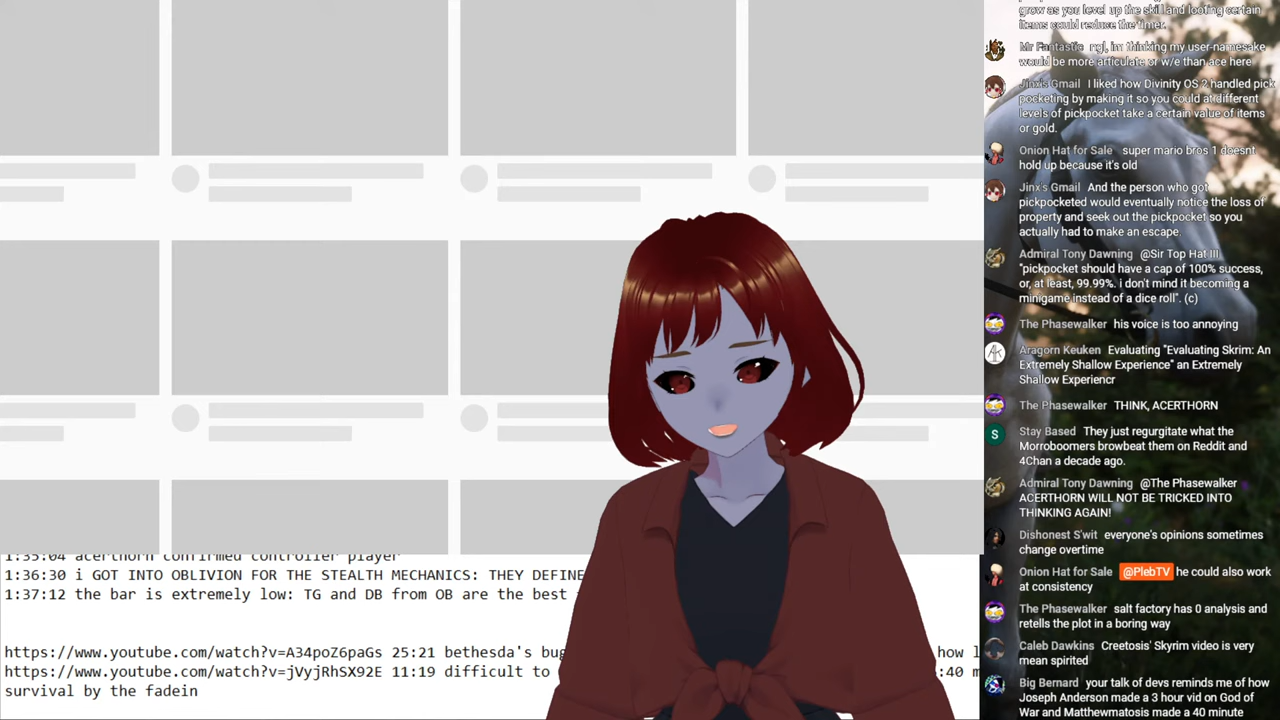 1:35:04 acerthorn confirmed controller player
1:36:30 i GOT INTO OBLIVION FOR THE STEALTH MECHANICS: THEY DEFINE
1:37:12 the bar is extremely low: TG and DB from OB are the best
https://www.youtube.com/watch?v=A34poZ6paGs 25:21 bethesda's bug
how l
https://www.youtube.com/watch?v=jVyjRhSX92E 11:19 difficult to
:40 m
survival by the fadein
grow as you level up the skill and looting certain
items could reduce the timer.
Mr Fantastic rgl, im thinking my user-namesake
would be more articulate or w/e than ace here
Jinx's Gmail I liked how Divinity OS 2 handled pick
pocketing by making it so you could at different
levels of pickpocket take a certain value of items
or gold.
Onion Hat for Sale super mario bros 1 doesnt
hold up because it's old
Jinx's Gmail And the person who got
pickpocketed would eventually notice the loss of
property and seek out the pickpocket so you
actually had to make an escape.
Admiral Tony Dawning @Sir Top Hat III
"pickpocket should have a cap of 100% success,
or, at least, 99.99%. i don't mind it becoming a
minigame instead of a dice roll". (c)
The Phasewalker his voice is too annoying
Aragorn Keuken Evaluating "Evaluating Skrim: An
Extremely Shallow Experience" an Extremely
Shallow Experiencr
The Phasewalker THINK, ACERTHORN
S Stay Based They just regurgitate what the
Morroboomers browbeat them on Reddit and
4Chan a decade ago.
Admiral Tony Dawning @The Phasewalker
ACERTHORN WILL NOT BE TRICKED INTO
THINKING AGAIN!
Dishonest S'wit everyone's opinions sometimes
change overtime
Onion Hat for Sale @PlebTV he could also work
at consistency
The Phasewalker salt factory has 0 analysis and
retells the plot in a boring way
Caleb Dawkins Creetosis' Skyrim video is very
mean spirited
Big Bernard your talk of devs reminds me of how
Joseph Anderson made a 3 hour vid on God of
War and Matthewmatosis made a 40 minute